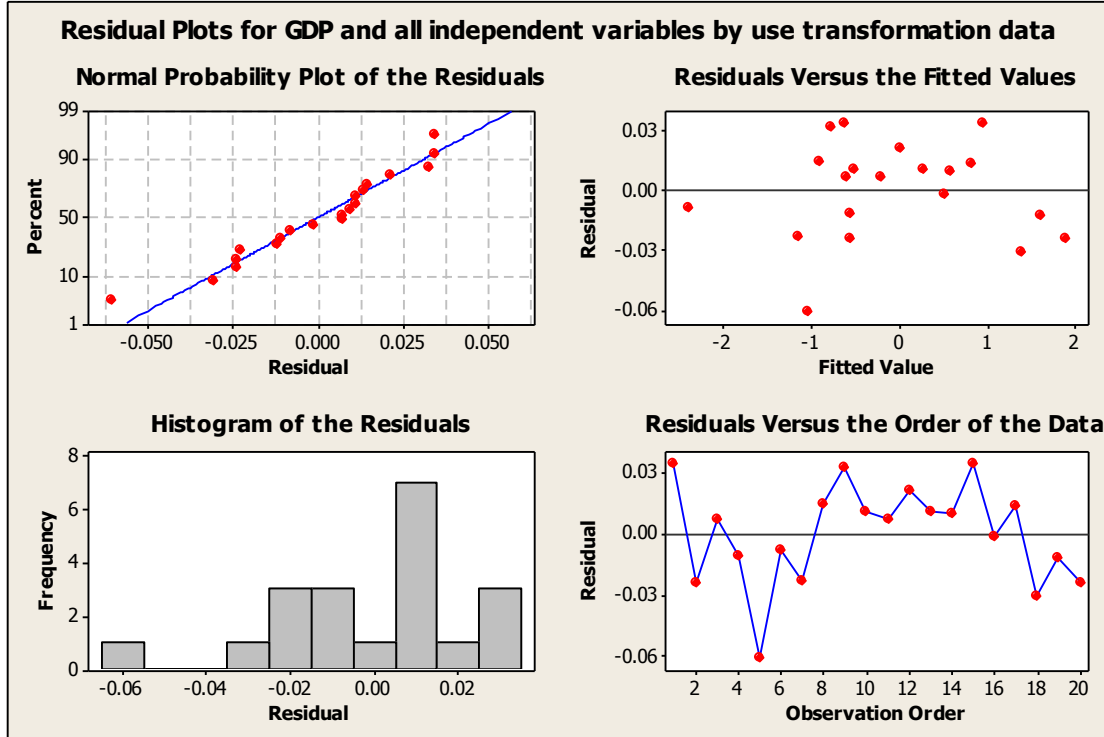 Residual Plots for GDP and all independent variables by use transformation data
Normal Probability Plot of the Residuals
99
90
50
10
1
Percent
-0.050 -0.025 0.000 0.025 0.050
Residual
Residuals Versus the Fitted Values
0.03
0.00
-0.03
-0.06
Residual
-2 -1 0 1 2
Fitted Value
Histogram of the Residuals
8
6
4
2
0
Frequency
-0.06 -0.04 -0.02 0.00 0.02
Residual
Residuals Versus the Order of the Data
0.03
0.00
-0.03
-0.06
Residual
2 4 6 8 10 12 14 16 18 20
Observation Order